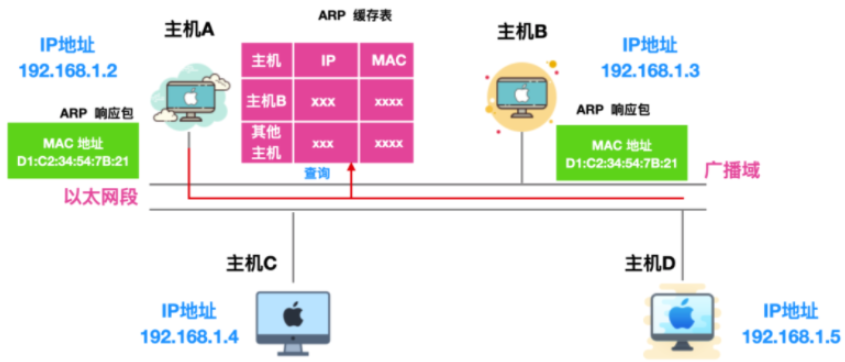 ARP 缓存表
主机A
主机B
IP地址
192.168.1.2
IP地址
192.168.1.3
主机 IP MAC
主机B xxx xxxx
其他
主机 xxx xxxx
ARP 响应包
MAC 地址
D1:C2:34:54:7B:21
ARP 响应包
MAC 地址
D1:C2:34:54:7B:21
查询
广播域
以太网段
主机C
主机D
IP地址
192.168.1.4
IP地址
192.168.1.5